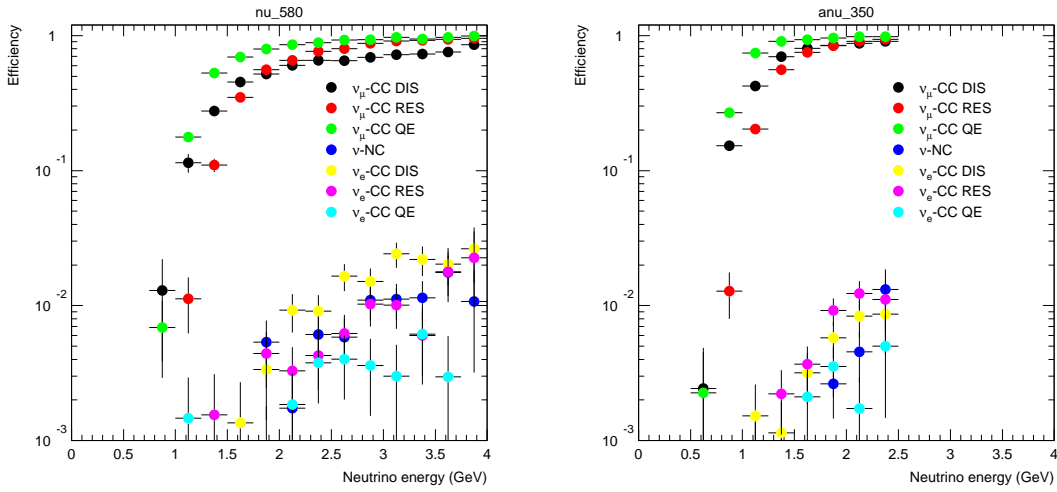 nu_580
Efficiency
1
10⁻¹
10⁻²
10⁻³
ν_μ-CC DIS
ν_μ-CC RES
ν_μ-CC QE
ν-NC
ν_e-CC DIS
ν_e-CC RES
ν_e-CC QE
0 0.5 1 1.5 2 2.5 3 3.5 4
Neutrino energy (GeV)
anu_350
Efficiency
1
10⁻¹
10⁻²
10⁻³
ν_μ-CC DIS
ν_μ-CC RES
ν_μ-CC QE
ν-NC
ν_e-CC DIS
ν_e-CC RES
ν_e-CC QE
0 0.5 1 1.5 2 2.5 3 3.5 4
Neutrino energy (GeV)